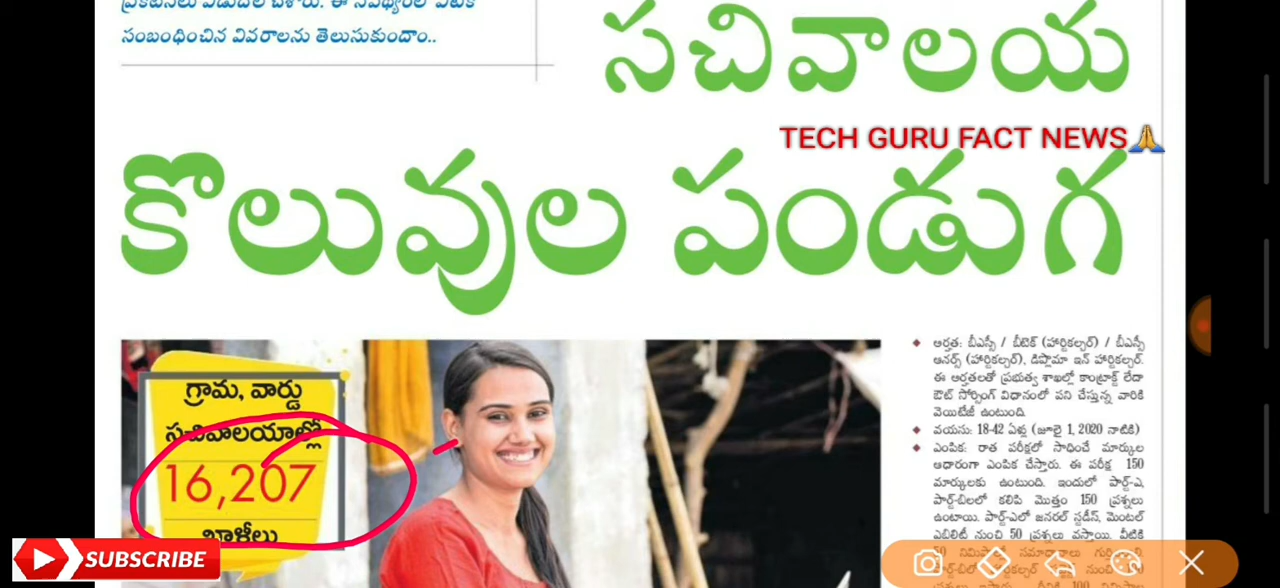 సంబంధించిన వివరాలను తెలుసుకుందాం..
సచివాలయ
TECH GURU FACT NEWS🙏
కొలువుల పండుగ
గ్రామ, వార్డు
సచివాలయాల్లో
16,207
ఖాళీలు
◆ అర్హత: బీఎస్సీ / బీటెక్ (హార్టికల్చర్) / బీఎస్సీ
ఆనర్స్ (హార్టికల్చర్), డిప్లొమా ఇన్ హార్టికల్చర్.
ఈ అర్హతలతో ప్రభుత్వ శాఖల్లో కాంట్రాక్ట్ లేదా
ఔట్ సోర్సింగ్ విధానంలో పని చేస్తున్న వారికి
వెయిటేజీ ఉంటుంది.
◆ వయసు: 18-42 ఏళ్లు (జూలై 1, 2020 నాటికి)
◆ ఎంపిక: రాత పరీక్షలో సాధించే మార్కుల
ఆధారంగా ఎంపిక చేస్తారు. ఈ పరీక్ష 150
మార్కులకు ఉంటుంది. ఇందులో పార్ట్-ఎ,
పార్ట్-బిలలో కలిపి మొత్తం 150 ప్రశ్నలు
ఉంటాయి. పార్ట్-ఎలో జనరల్ స్టడీస్, మెంటల్
ఎబిలిటీ నుంచి 50 ప్రశ్నలు వస్తాయి. వీటికి
SUBSCRIBE